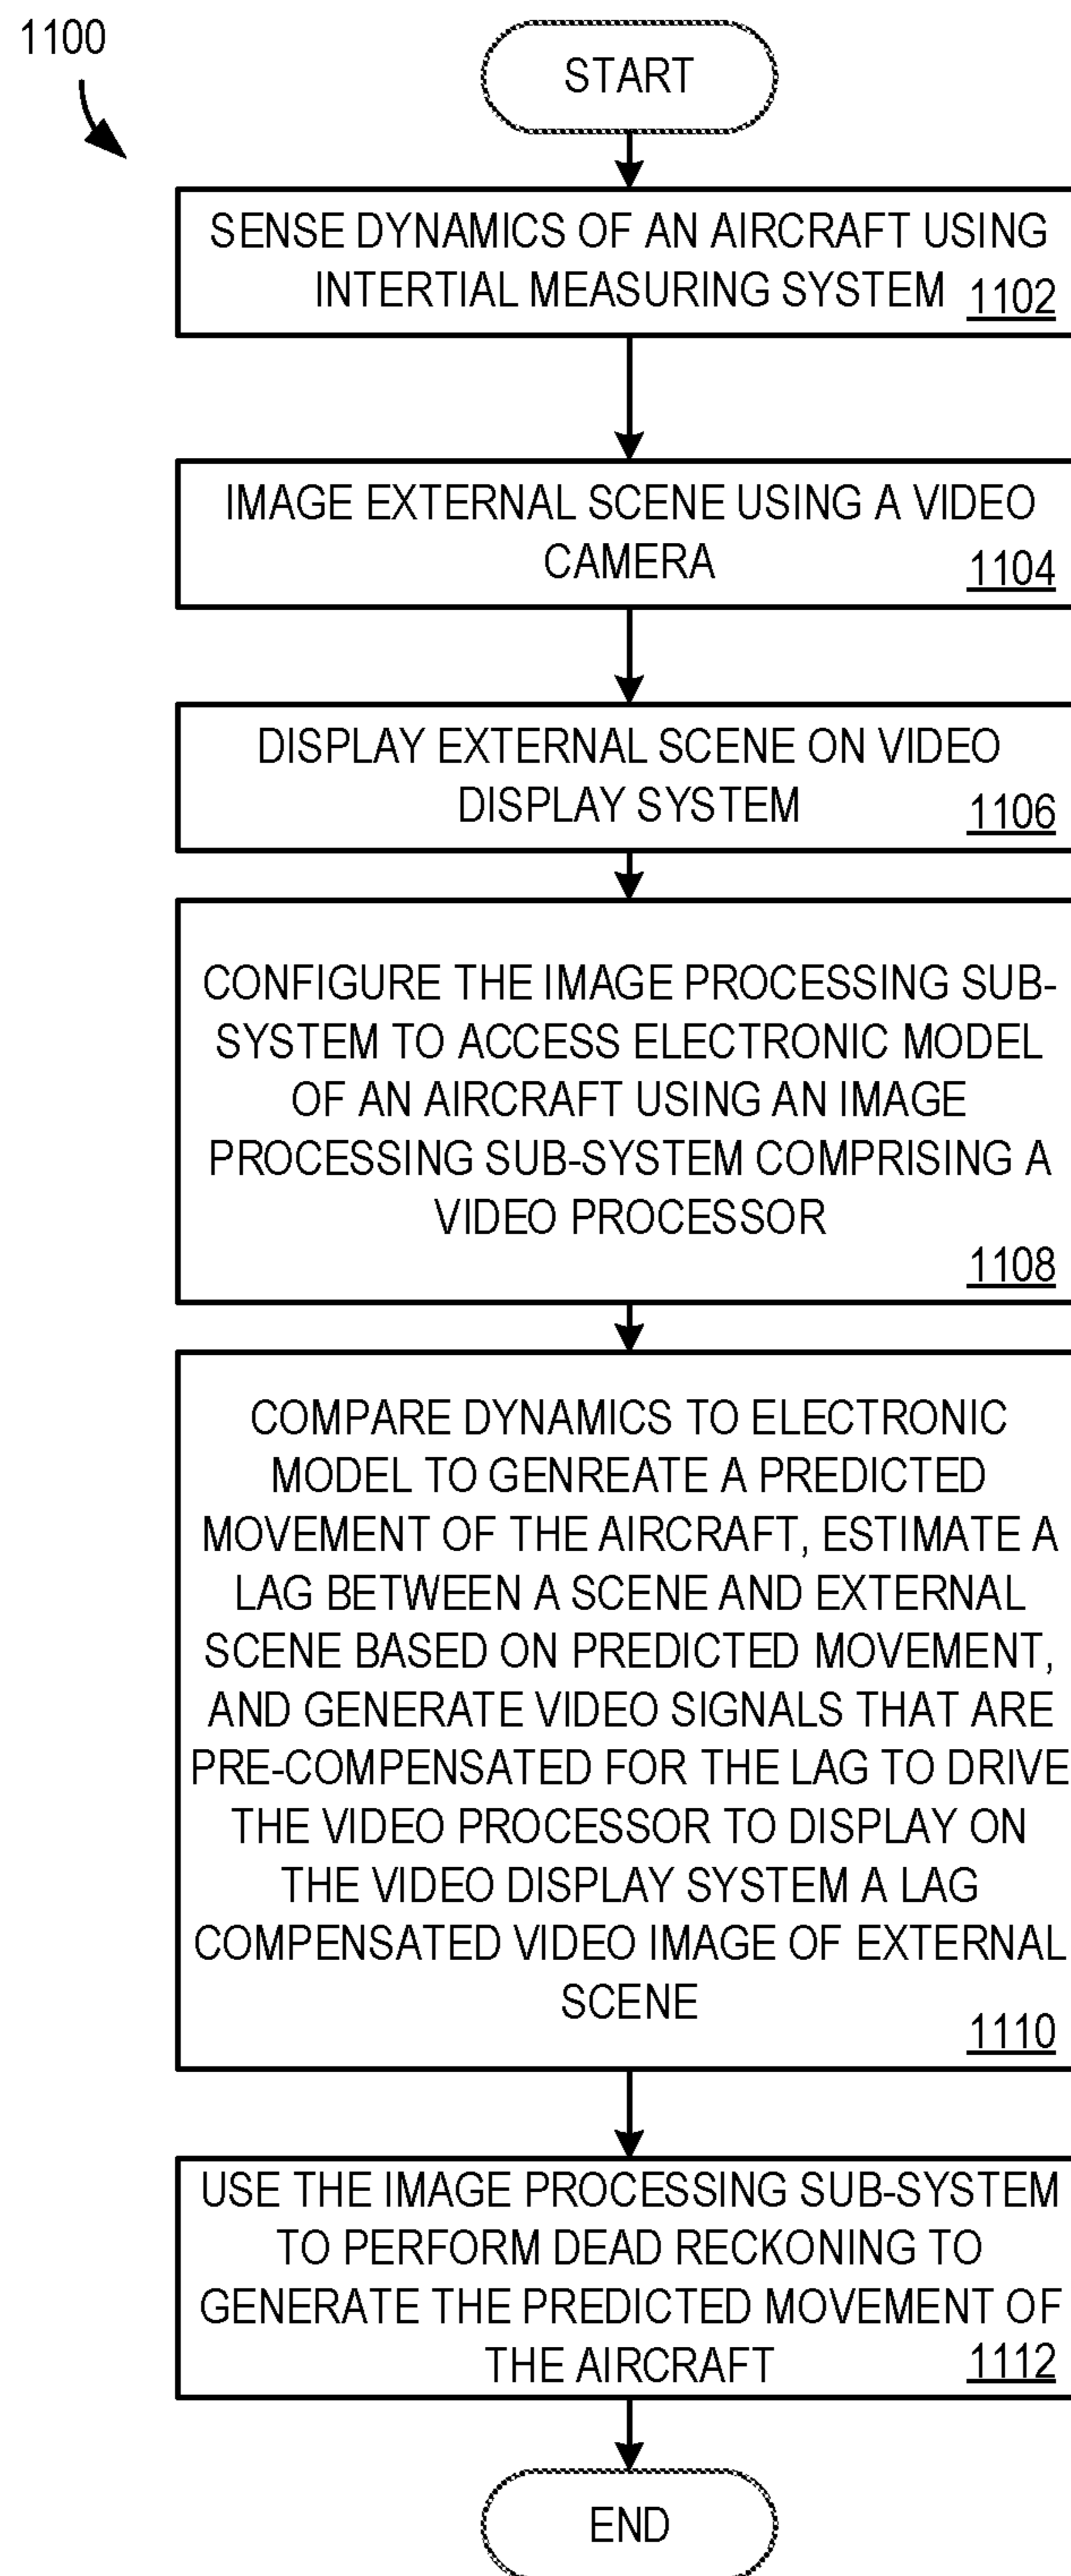 1100
START
SENSE DYNAMICS OF AN AIRCRAFT USING
INTERTIAL MEASURING SYSTEM 1102
IMAGE EXTERNAL SCENE USING A VIDEO
CAMERA 1104
DISPLAY EXTERNAL SCENE ON VIDEO
DISPLAY SYSTEM 1106
CONFIGURE THE IMAGE PROCESSING SUB-
SYSTEM TO ACCESS ELECTRONIC MODEL
OF AN AIRCRAFT USING AN IMAGE
PROCESSING SUB-SYSTEM COMPRISING A
VIDEO PROCESSOR
1108
COMPARE DYNAMICS TO ELECTRONIC
MODEL TO GENREATE A PREDICTED
MOVEMENT OF THE AIRCRAFT, ESTIMATE A
LAG BETWEEN A SCENE AND EXTERNAL
SCENE BASED ON PREDICTED MOVEMENT,
AND GENERATE VIDEO SIGNALS THAT ARE
PRE-COMPENSATED FOR THE LAG TO DRIVE
THE VIDEO PROCESSOR TO DISPLAY ON
THE VIDEO DISPLAY SYSTEM A LAG
COMPENSATED VIDEO IMAGE OF EXTERNAL
SCENE
1110
USE THE IMAGE PROCESSING SUB-SYSTEM
TO PERFORM DEAD RECKONING TO
GENERATE THE PREDICTED MOVEMENT OF
THE AIRCRAFT 1112
END